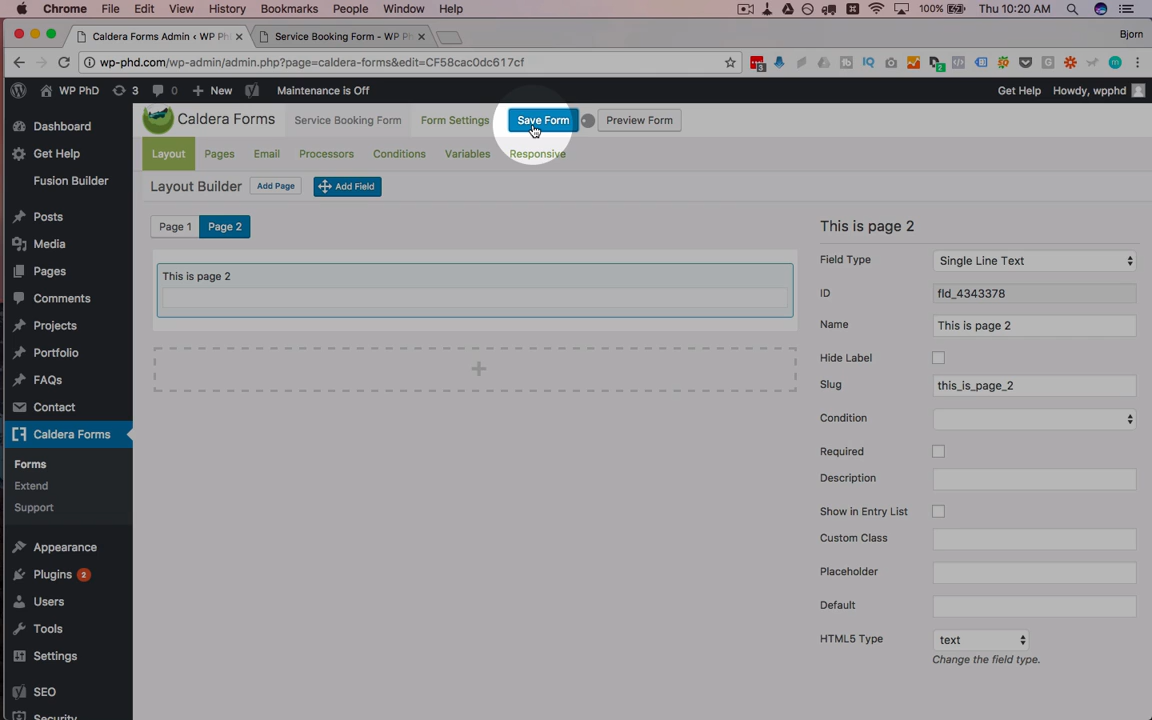 Chrome File Edit View History Bookmarks People Window Help 100% Thu 10:20 AM
Caldera Forms Admin ‹ WP Ph × Service Booking Form - WP P ×
Bjorn
wp-phd.com/wp-admin/admin.php?page=caldera-forms&edit=CF58cac0dc617cf
WP PhD 3 0 + New Maintenance is Off Get Help Howdy, wpphd
Caldera Forms Service Booking Form Form Settings Save Form Preview Form
Layout Pages Email Processors Conditions Variables Responsive
Layout Builder Add Page Add Field
Page 1 Page 2
This is page 2
+
This is page 2
Field Type Single Line Text
ID fld_4343378
Name This is page 2
Hide Label
Slug this_is_page_2
Condition
Required
Description
Show in Entry List
Custom Class
Placeholder
Default
HTML5 Type text
Change the field type.
Dashboard
Get Help
Fusion Builder
Posts
Media
Pages
Comments
Projects
Portfolio
FAQs
Contact
Caldera Forms
Forms
Extend
Support
Appearance
Plugins 2
Users
Tools
Settings
SEO
Security